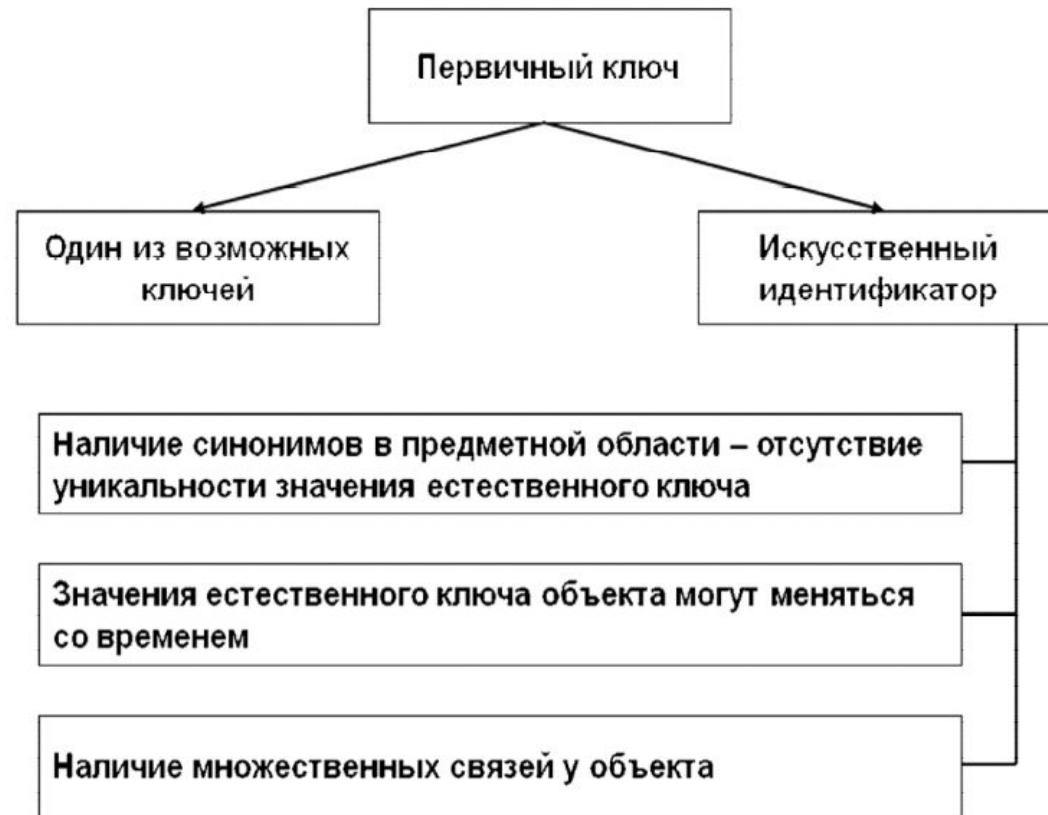 Первичный ключ
Один из возможных
ключей
Искусственный
идентификатор
Наличие синонимов в предметной области – отсутствие
уникальности значения естественного ключа
Значения естественного ключа объекта могут меняться
со временем
Наличие множественных связей у объекта